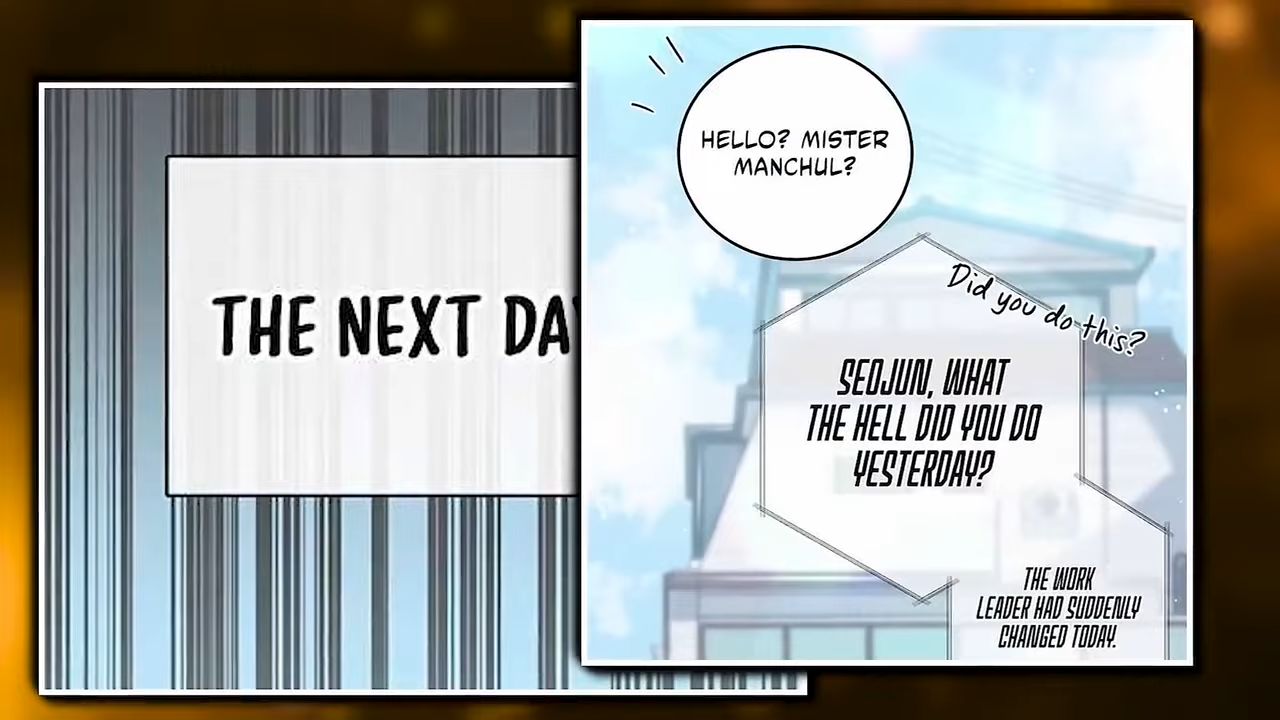 THE NEXT DA
HELLO? MISTER
MANCHUL?
Did you do this?
SEOJUN, WHAT
THE HELL DID YOU DO
YESTERDAY?
THE WORK
LEADER HAD SUDDENLY
CHANGED TODAY.